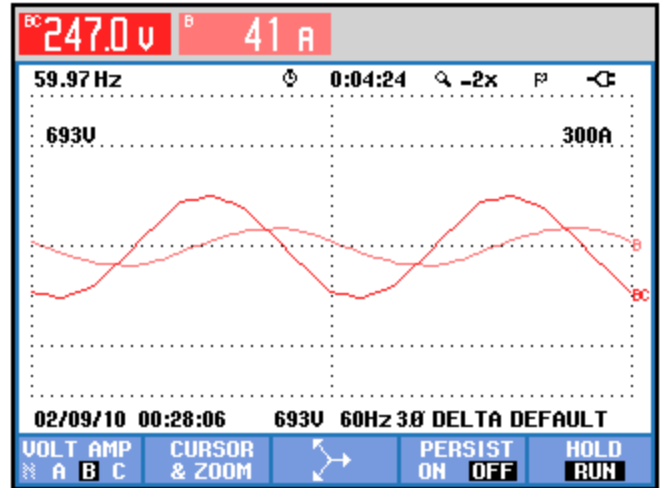 BC 247.0 V B 41 A
59.97 Hz 0:04:24 -2x
693V 300A
B
BC
02/09/10 00:28:06 693V 60Hz 3Ø DELTA DEFAULT
VOLT AMP CURSOR PERSIST HOLD
A B C & ZOOM ON OFF RUN